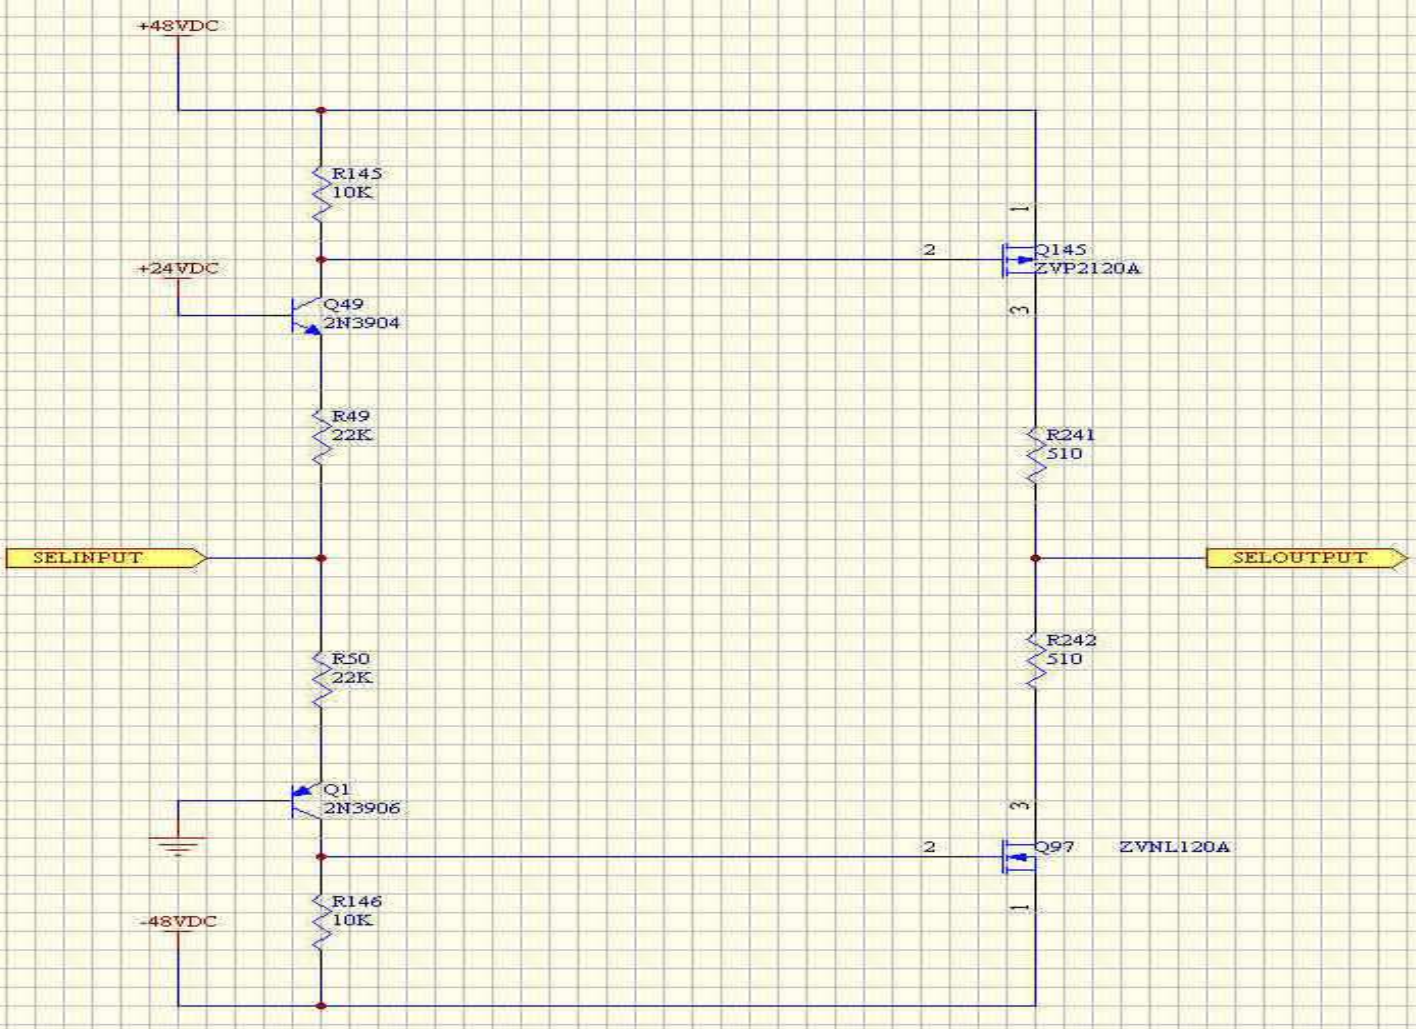 +48VDC
R145
10K
1
2
Q145
ZVP2120A
+24VDC
Q49
2N3904
3
R49
22K
R241
510
SELINPUT
SELOUTPUT
R242
510
R50
22K
Q1
2N3906
3
2
Q97 ZVNL120A
R146
10K
1
-48VDC